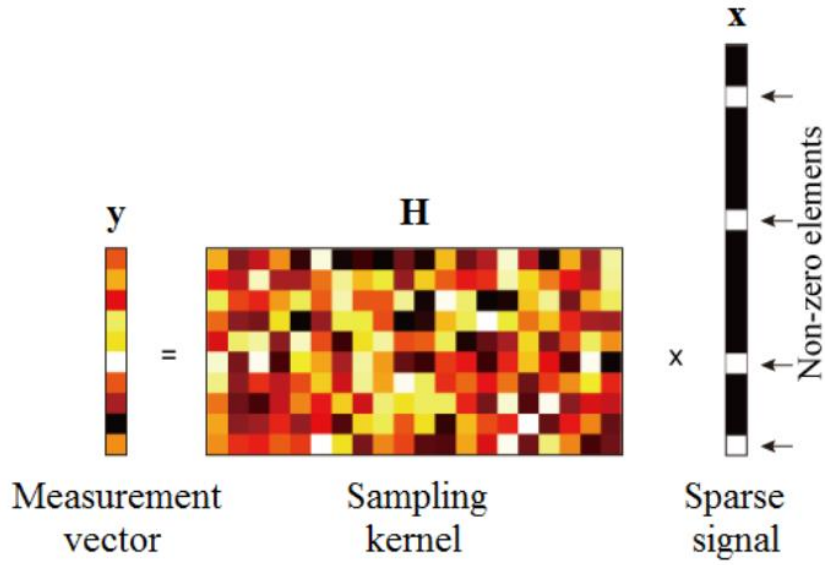 x
y
H
=
x
Non-zero elements
Measurement
vector
Sampling
kernel
Sparse
signal